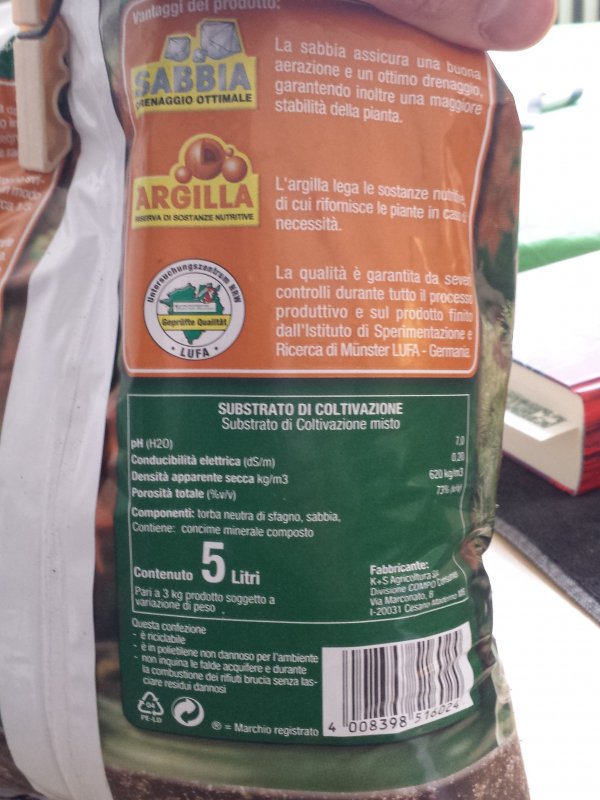 Vantaggi del prodotto:
SABBIA
DRENAGGIO OTTIMALE
La sabbia assicura una buona
aerazione e un ottimo drenaggio,
garantendo inoltre una maggiore
stabilità della pianta.
ARGILLA
RISERVA DI SOSTANZE NUTRITIVE
L'argilla lega le sostanze nutritive,
di cui rifornisce le piante in caso di
necessità.
Untersuchungszentrum NRW
Geprüfte Qualität
• LUFA •
La qualità è garantita da severi
controlli durante tutto il processo
produttivo e sul prodotto finito
dall'Istituto di Sperimentazione e
Ricerca di Münster LUFA - Germania
SUBSTRATO DI COLTIVAZIONE
Substrato di Coltivazione misto
pH (H2O) 7,0
Conducibilità elettrica (dS/m) 0,20
Densità apparente secca kg/m3 620 kg/m3
Porosità totale (%v/v) 73% (v/v)
Componenti: torba neutra di sfagno, sabbia,
Contiene: concime minerale composto
Contenuto 5 Litri
Pari a 3 kg prodotto soggetto a
variazione di peso
Fabbricante:
K+S Agricoltura
Divisione COMPO
Via Marconato, 8
I-20031 Cesano Maderno MB
Questa confezione
- è riciclabile
- è in polietilene non dannoso per l'ambiente
- non inquina le falde acquifere e durante
la combustione dei rifiuti brucia senza las-
ciare residui dannosi
04
PE-LD
® = Marchio registrato
4 008398 516024